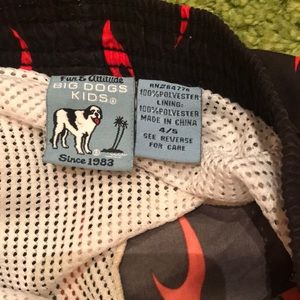 Fun & Attitude
BIG DOGS
KIDS®
Since 1983
RN#84776
100%POLYESTER
LINING:
100%POLYESTER
MADE IN CHINA
4/5
SEE REVERSE
FOR CARE